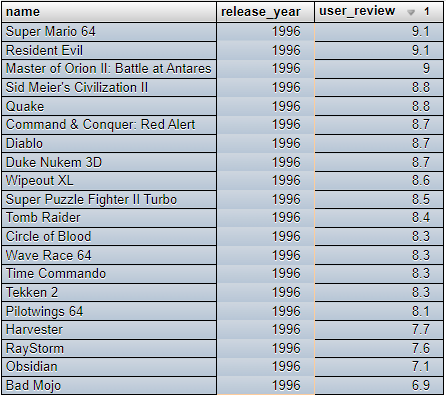 name release_year user_review 1
Super Mario 64 1996 9.1
Resident Evil 1996 9.1
Master of Orion II: Battle at Antares 1996 9
Sid Meier's Civilization II 1996 8.8
Quake 1996 8.8
Command & Conquer: Red Alert 1996 8.7
Diablo 1996 8.7
Duke Nukem 3D 1996 8.7
Wipeout XL 1996 8.6
Super Puzzle Fighter II Turbo 1996 8.5
Tomb Raider 1996 8.4
Circle of Blood 1996 8.3
Wave Race 64 1996 8.3
Time Commando 1996 8.3
Tekken 2 1996 8.3
Pilotwings 64 1996 8.1
Harvester 1996 7.7
RayStorm 1996 7.6
Obsidian 1996 7.1
Bad Mojo 1996 6.9